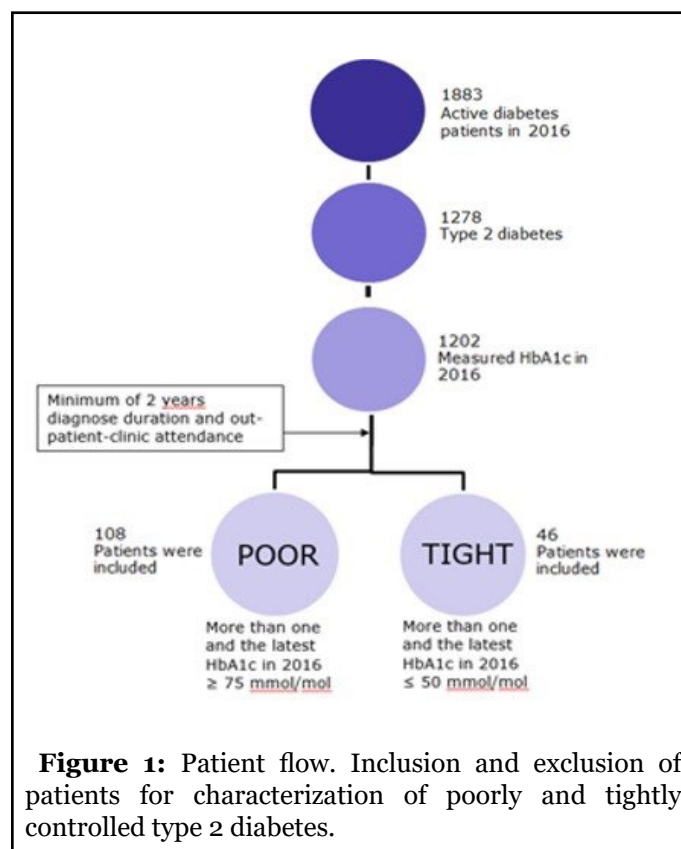 1883
Active diabetes
patients in 2016
1278
Type 2 diabetes
1202
Measured HbA1c in
2016
Minimum of 2 years
diagnose duration and out-
patient-clinic attendance
108
Patients were
included
POOR
TIGHT
46
Patients were
included
More than one
and the latest
HbA1c in 2016
≥ 75 mmol/mol
More than one
and the latest
HbA1c in 2016
≤ 50 mmol/mol
Figure 1: Patient flow. Inclusion and exclusion of
patients for characterization of poorly and tightly
controlled type 2 diabetes.